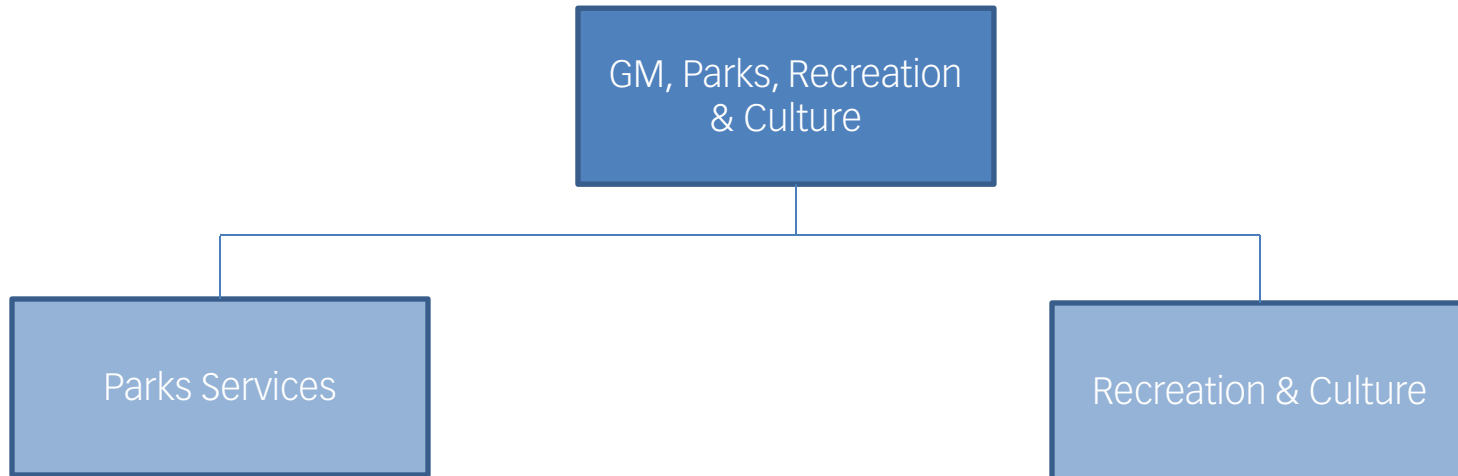 GM, Parks, Recreation
& Culture
Parks Services
Recreation & Culture